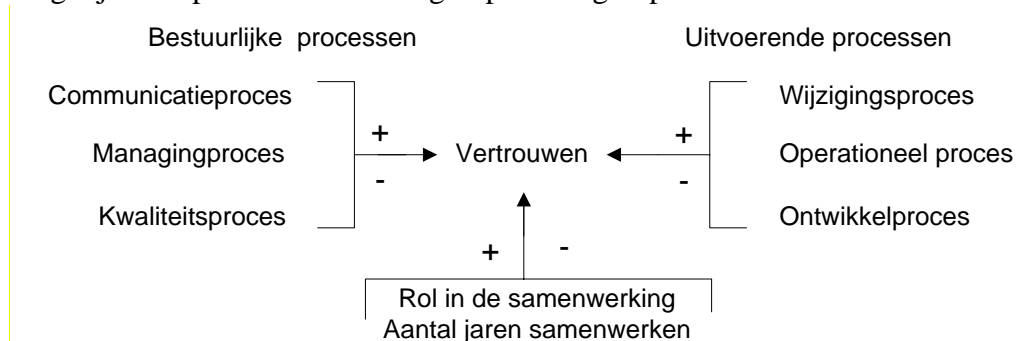 Bestuurlijke processen
Uitvoerende processen
Communicatieproces
Wijzigingsproces
+
+
Managingproces
Vertrouwen
Operationeel proces
-
-
Kwaliteitsproces
Ontwikkelproces
+
-
Rol in de samenwerking
Aantal jaren samenwerken